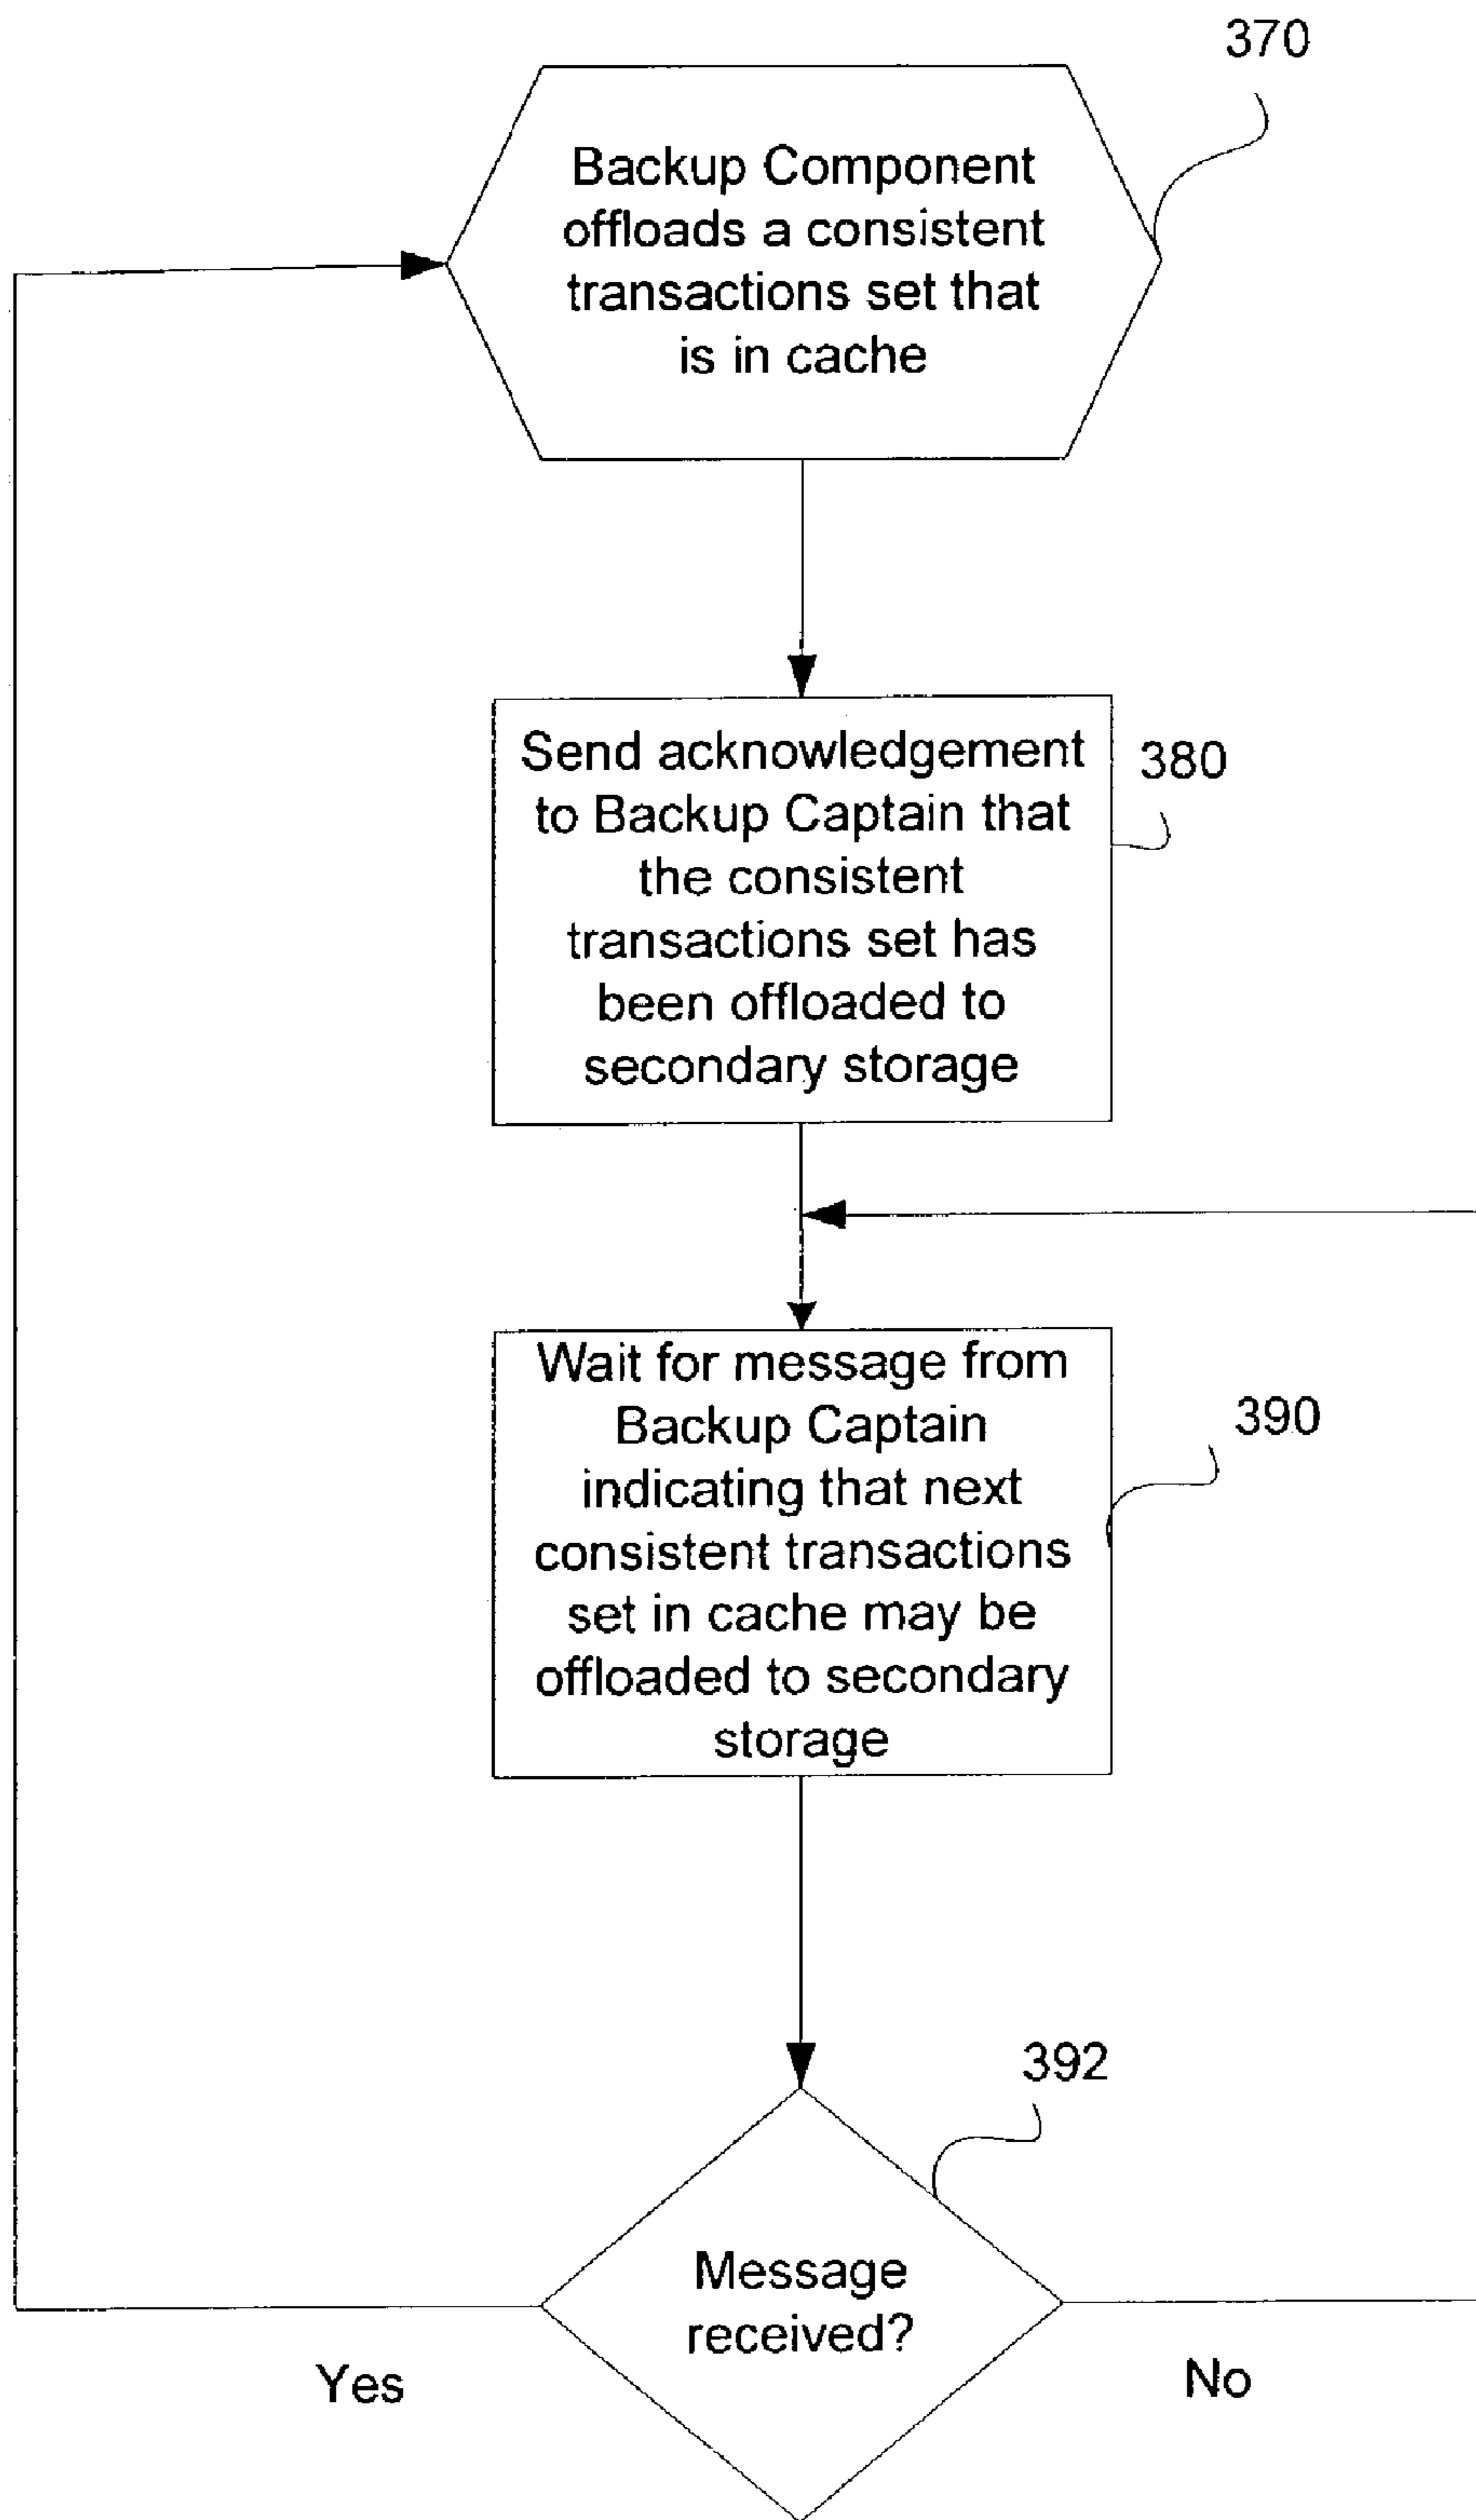 370
Backup Component
offloads a consistent
transactions set that
is in cache
Send acknowledgement
to Backup Captain that
the consistent
transactions set has
been offloaded to
secondary storage
380
Wait for message from
Backup Captain
indicating that next
consistent transactions
set in cache may be
offloaded to secondary
storage
390
392
Message
received?
Yes
No